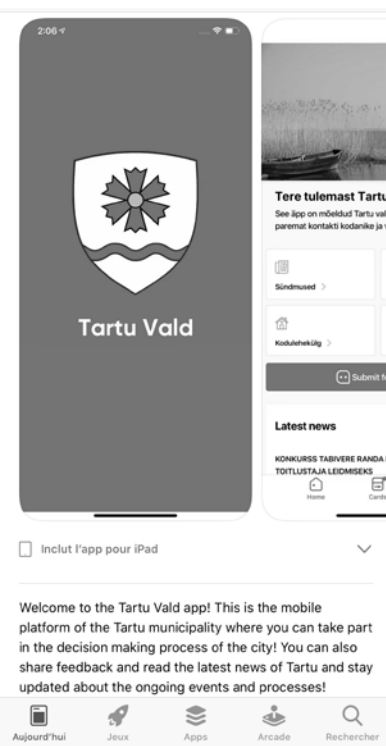 2:06
Tartu Vald
Tere tulemast Tartu
See äpp on mõeldud Tartu
paremat kontakti kodanike ja
Sündmused
Kodulehekülg
Submit
Latest news
KONKURSS TABIVERE RANDA
TOITLUSTAJA LEIDMISEKS
Home
Cards
Inclut l'app pour iPad
Welcome to the Tartu Vald app! This is the mobile
platform of the Tartu municipality where you can take part
in the decision making process of the city! You can also
share feedback and read the latest news of Tartu and stay
updated about the ongoing events and processes!
Aujourd'hui
Jeux
Apps
Arcade
Rechercher